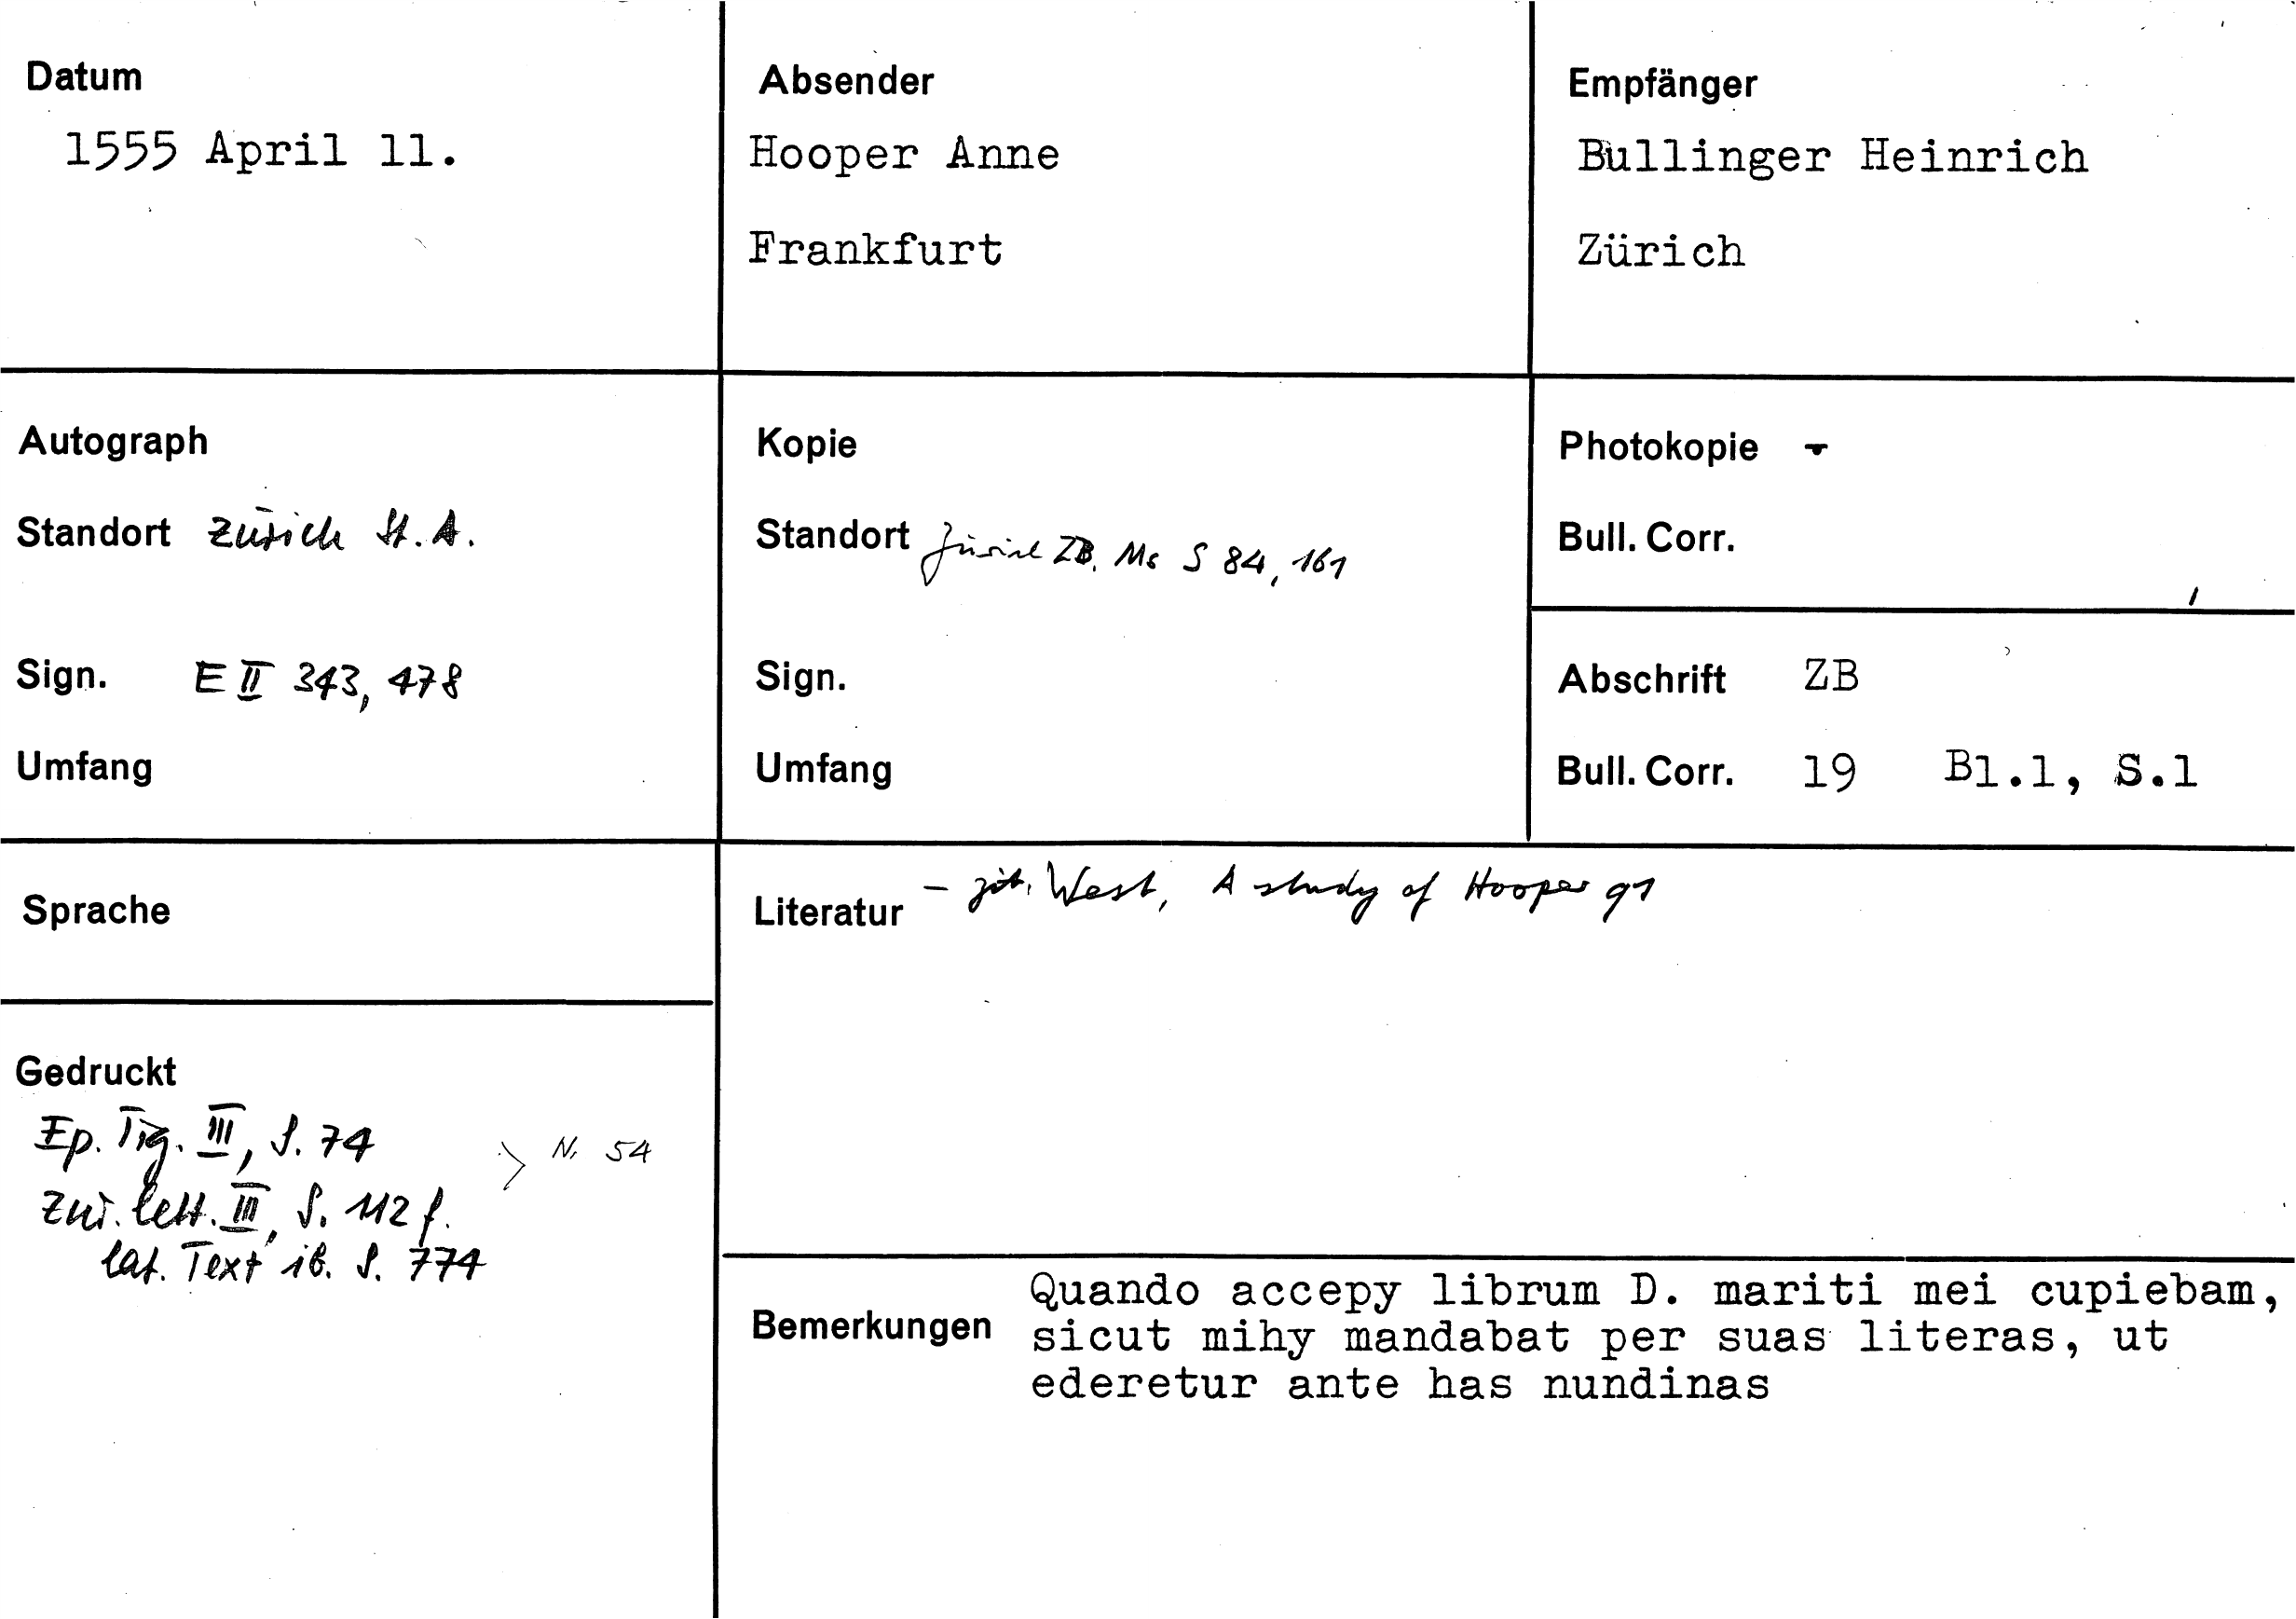 Datum
1555 April 11.
Absender
Hooper Anne
Frankfurt
Empfänger
Bullinger Heinrich
Zürich
Autograph
Standort Zürich St. A.
Sign. E II 343, 478
Umfang
Kopie
Standort Zürich ZB. Ms S 84, 161
Sign.
Umfang
Photokopie -
Bull. Corr.
Abschrift ZB
Bull. Corr. 19 Bl.1, S.1
Sprache
Literatur - zit. West, A study of Hooper 91
Gedruckt
Ep. Tig. III, S. 74
> N. 54
Zür. lett. III, S. 112 f.
lat. Text ib. S. 774
Bemerkungen
Quando accepy librum D. mariti mei cupiebam,
sicut mihy mandabat per suas literas, ut
ederetur ante has nundinas